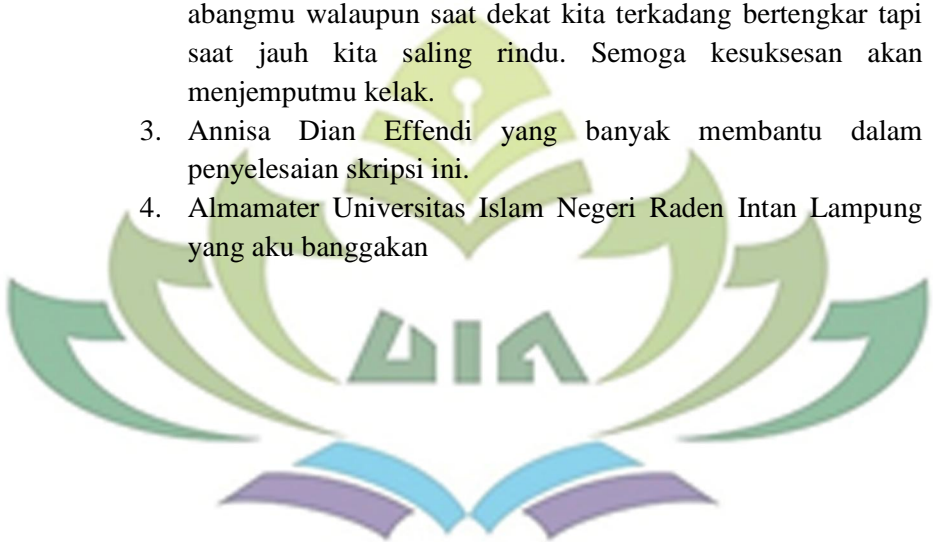 abangmu walaupun saat dekat kita terkadang bertengkar tapi
saat jauh kita saling rindu. Semoga kesuksesan akan
menjemputmu kelak.
3. Annisa Dian Effendi yang banyak membantu dalam
penyelesaian skripsi ini.
4. Almamater Universitas Islam Negeri Raden Intan Lampung
yang aku banggakan
UIN